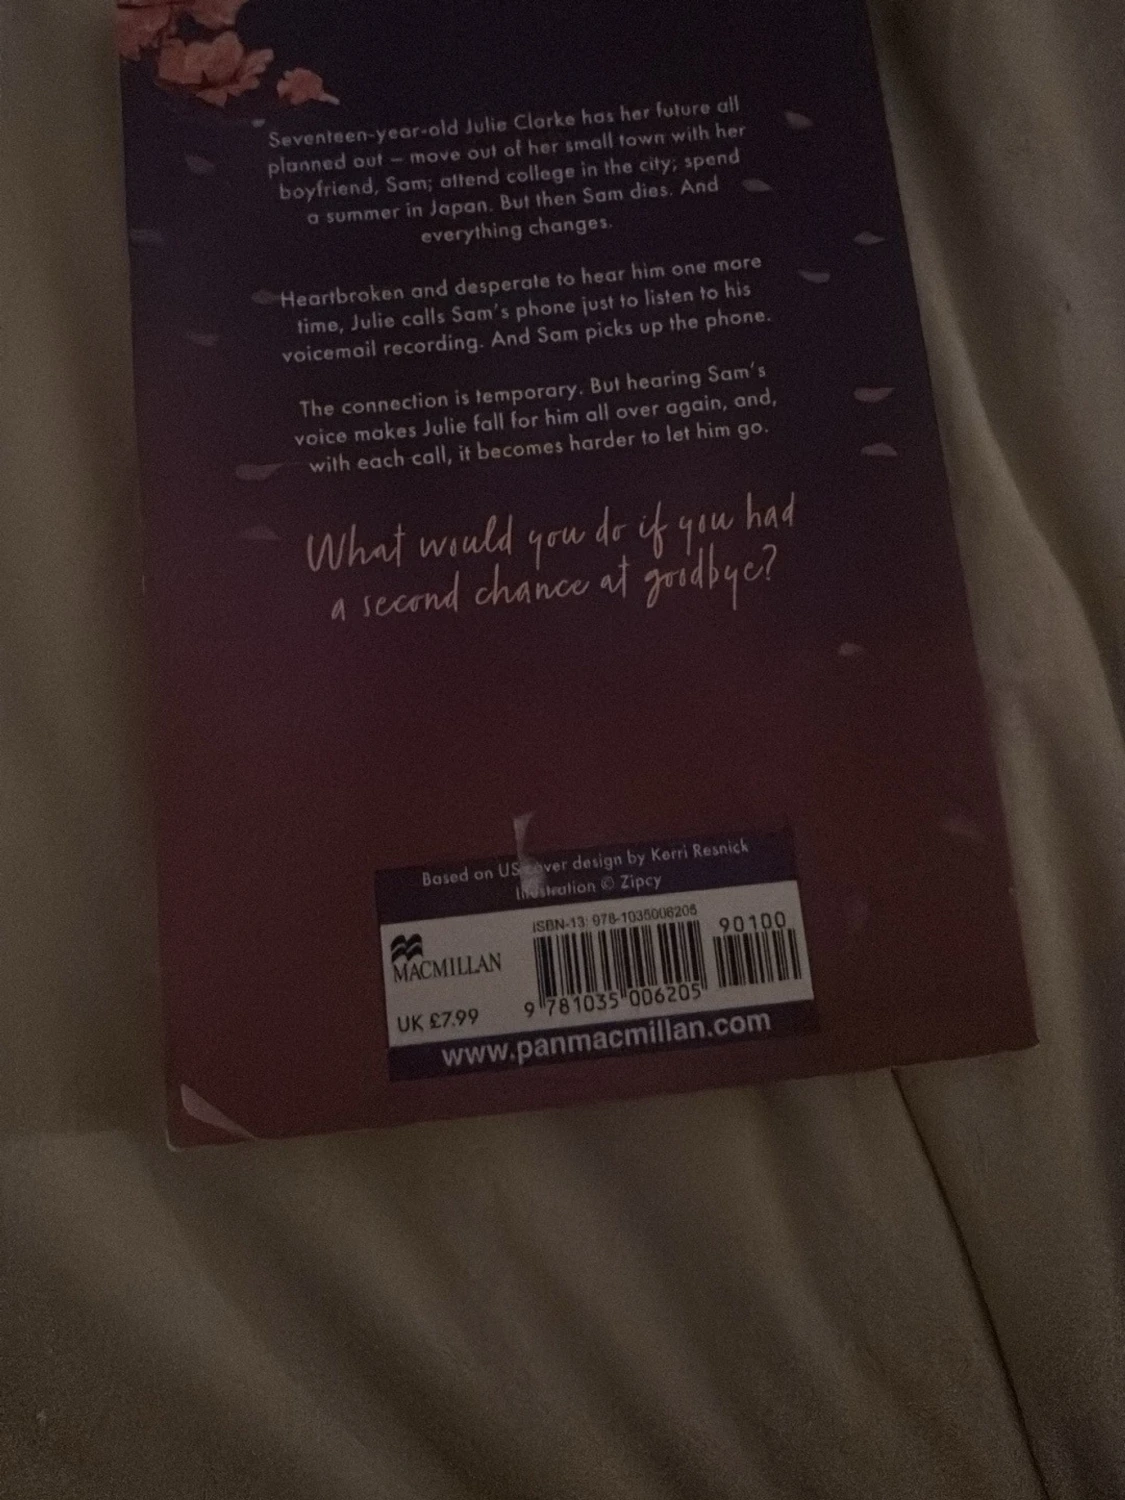 Seventeen-year-old Julie Clarke has her future all
planned out – move out of her small town with her
boyfriend, Sam; attend college in the city; spend
a summer in Japan. But then Sam dies. And
everything changes.
Heartbroken and desperate to hear him one more
time, Julie calls Sam's phone just to listen to his
voicemail recording. And Sam picks up the phone.
The connection is temporary. But hearing Sam's
voice makes Julie fall for him all over again, and,
with each call, it becomes harder to let him go.
What would you do if you had
a second chance at goodbye?
Based on US cover design by Kerri Resnick
Illustration © Zipcy
ISBN-13: 978-1035006205
90100
MACMILLAN
UK £7.99
9 781035 006205
www.panmacmillan.com